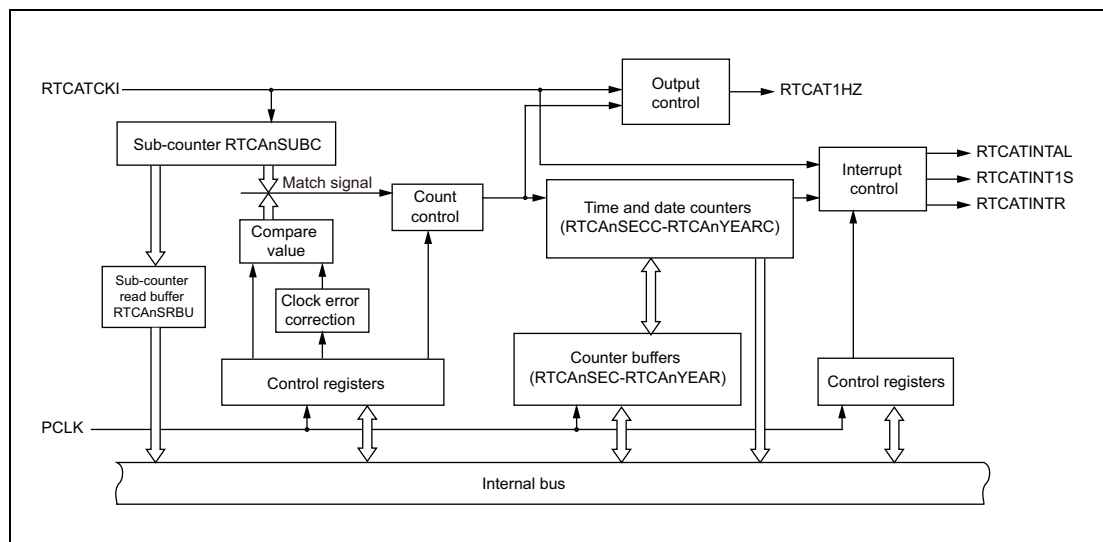 RTCATCKI
Output
control
RTCAT1HZ
Sub-counter RTCAnSUBC
Match signal
Count
control
Time and date counters
(RTCAnSECC-RTCAnYEARC)
Interrupt
control
RTCATINTAL
RTCATINT1S
RTCATINTR
Compare
value
Sub-counter
read buffer
RTCAnSRBU
Clock error
correction
Control registers
Counter buffers
(RTCAnSEC-RTCAnYEAR)
Control registers
PCLK
Internal bus